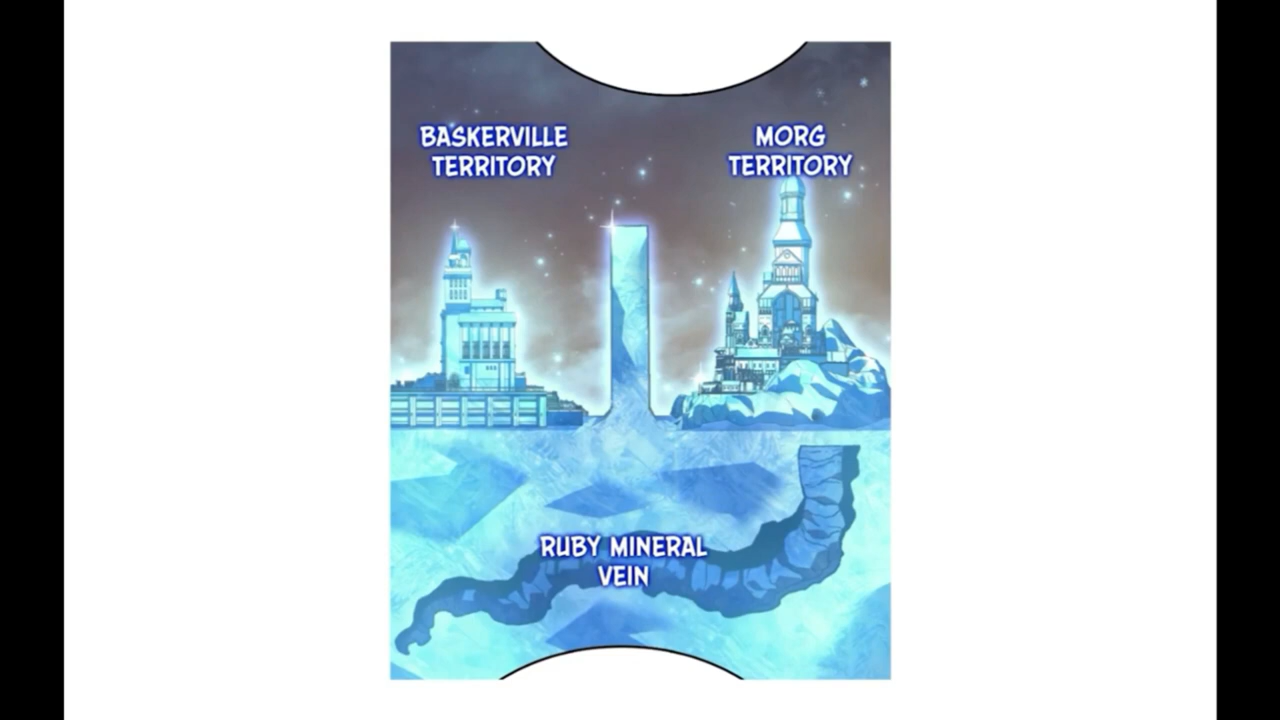 BASKERVILLE
TERRITORY
MORG
TERRITORY
RUBY MINERAL
VEIN